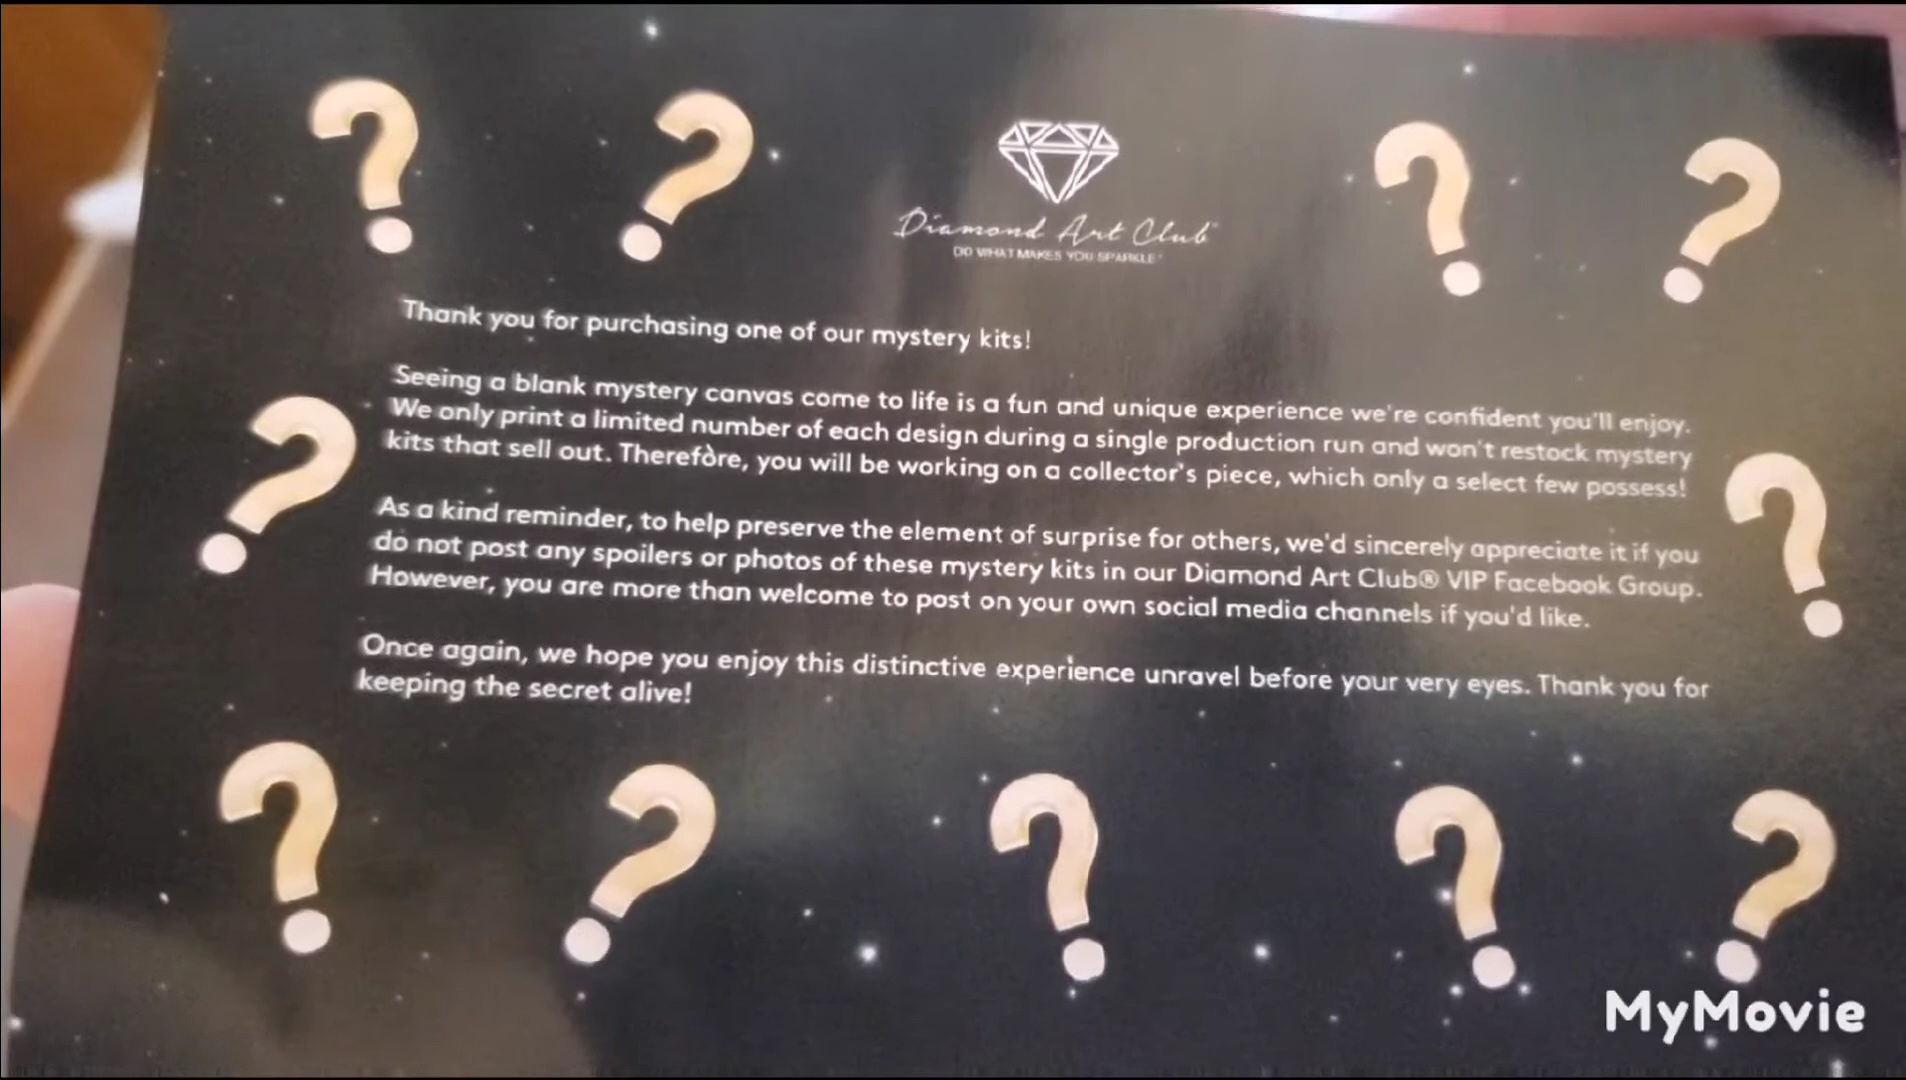 ? ? ? ?
Diamond Art Club™
DO WHAT MAKES YOU SPARKLE®
Thank you for purchasing one of our mystery kits!
Seeing a blank mystery canvas come to life is a fun and unique experience we're confident you'll enjoy.
We only print a limited number of each design during a single production run and won't restock mystery
kits that sell out. Therefore, you will be working on a collector's piece, which only a select few possess!
? ?
As a kind reminder, to help preserve the element of surprise for others, we'd sincerely appreciate it if you
do not post any spoilers or photos of these mystery kits in our Diamond Art Club® VIP Facebook Group.
However, you are more than welcome to post on your own social media channels if you'd like.
Once again, we hope you enjoy this distinctive experience unravel before your very eyes. Thank you for
keeping the secret alive!
? ? ? ? ?
MyMovie